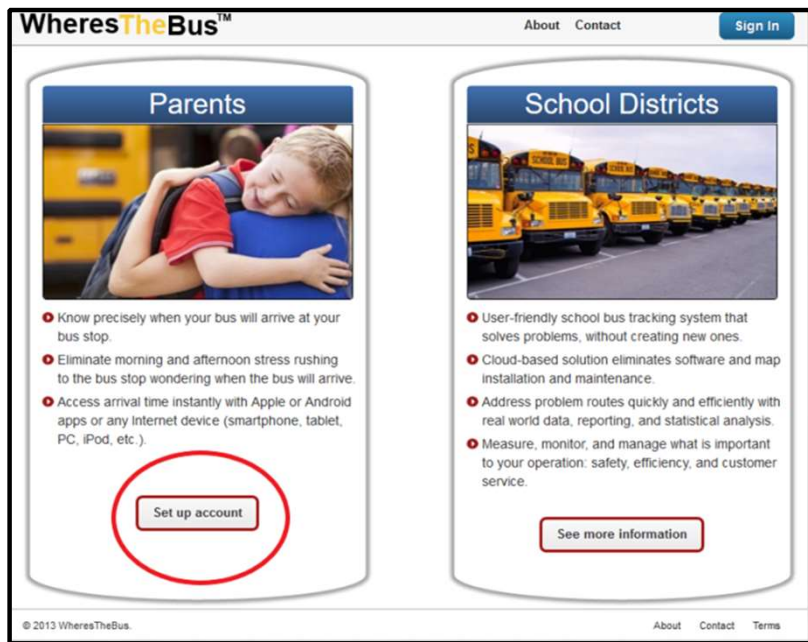 WheresTheBus™
About Contact Sign In
Parents
Know precisely when your bus will arrive at your
bus stop.
Eliminate morning and afternoon stress rushing
to the bus stop wondering when the bus will arrive.
Access arrival time instantly with Apple or Android
apps or any Internet device (smartphone, tablet,
PC, iPod, etc.).
Set up account
School Districts
SCHOOL BUS
User-friendly school bus tracking system that
solves problems, without creating new ones.
Cloud-based solution eliminates software and map
installation and maintenance.
Address problem routes quickly and efficiently with
real world data, reporting, and statistical analysis.
Measure, monitor, and manage what is important
to your operation: safety, efficiency, and customer
service.
See more information
© 2013 WheresTheBus.
About Contact Terms